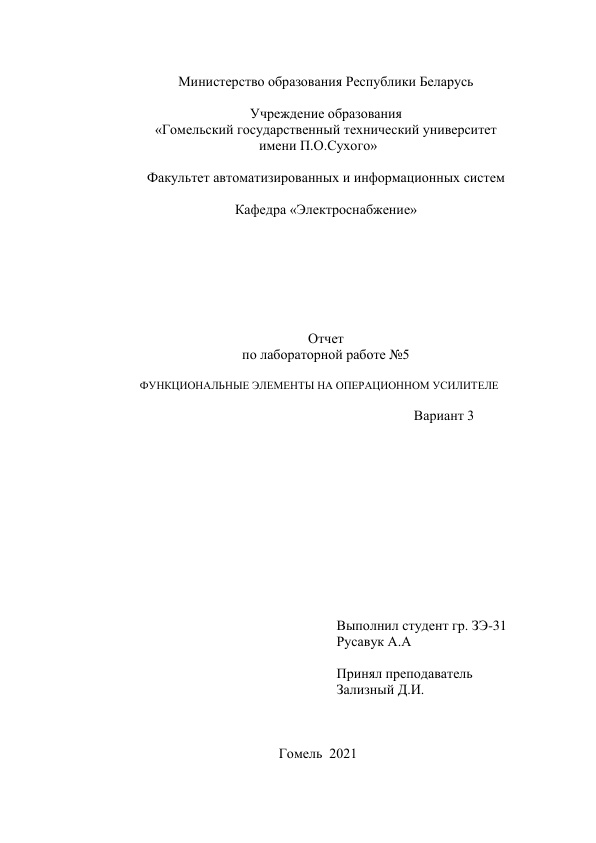 Министерство образования Республики Беларусь
Учреждение образования
«Гомельский государственный технический университет
имени П.О.Сухого»
Факультет автоматизированных и информационных систем
Кафедра «Электроснабжение»
Отчет
по лабораторной работе №5
ФУНКЦИОНАЛЬНЫЕ ЭЛЕМЕНТЫ НА ОПЕРАЦИОННОМ УСИЛИТЕЛЕ
Вариант 3
Выполнил студент гр. ЗЭ-31
Русавук А.А
Принял преподаватель
Зализный Д.И.
Гомель  2021